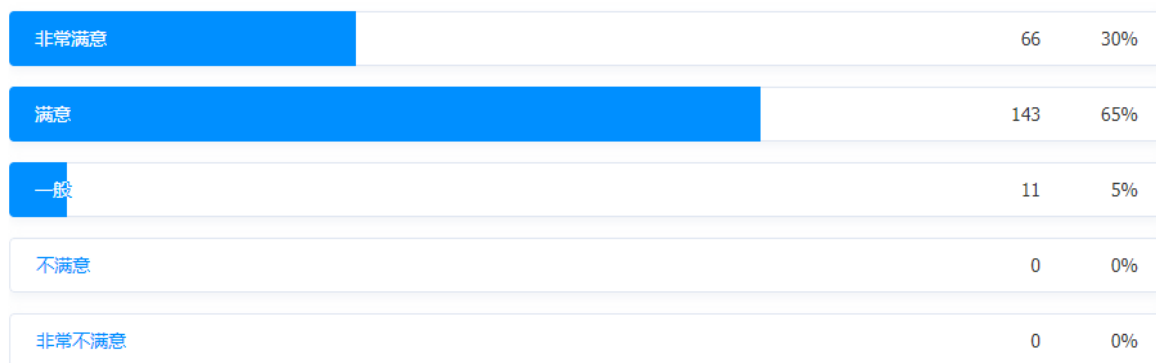 非常满意 66 30%
满意 143 65%
一般 11 5%
不满意 0 0%
非常不满意 0 0%